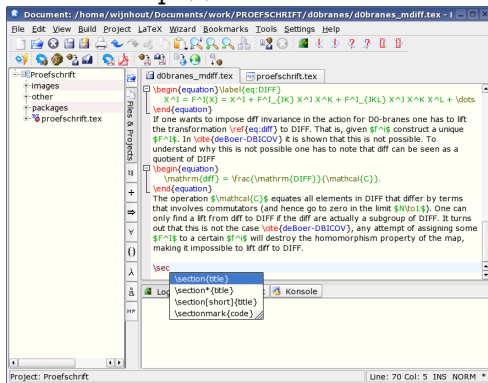 Document: /home/wijnhout/Documents/work/PROEFSCHRIFT/d0branes/d0branes_mdiff.tex - 
File Edit View Build Project LaTeX Wizard Bookmarks Tools Settings Help
d0branes_mdiff.tex proefschrift.tex
Proefschrift
images
other
packages
proefschrift.tex
Files & Projects
\begin{equation}\label{eq:DIFF}
X^I = F^I(X) = X^I + F^I_{JK} X^J X^K + F^I_{JKL} X^J X^K X^L + \dots
\end{equation}
If one wants to impose diff invariance in the action for D0-branes one has to lift
the transformation \ref{eq:diff} to DIFF. That is, given $f^i$ construct a unique
$F^I$. In \cite{deBoer-DBICOV} it is shown that this is not possible. To
understand why this is not possible one has to note that diff can be seen as a
quotient of DIFF
\begin{equation}
\mathrm{diff} = \frac{\mathrm{DIFF}}{\mathcal{C}}.
\end{equation}
The operation $\mathcal{C}$ equates all elements in DIFF that differ by terms
that involves commutators (and hence go to zero in the limit $N\to1$). One can
only find a lift from diff to DIFF if the diff are actually a subgroup of DIFF. It turns
out that this is not the case \cite{deBoer-DBICOV}, any attempt of assigning some
$F^I$ to a certain $f^i$ will destroy the homomorphism property of the map,
making it impossible to lift diff to DIFF.
\sec
\section{title}
\section*{title}
\section[short]{title}
\sectionmark{code}
Konsole
Project: Proefschrift
Line: 70 Col: 5 INS NORM *